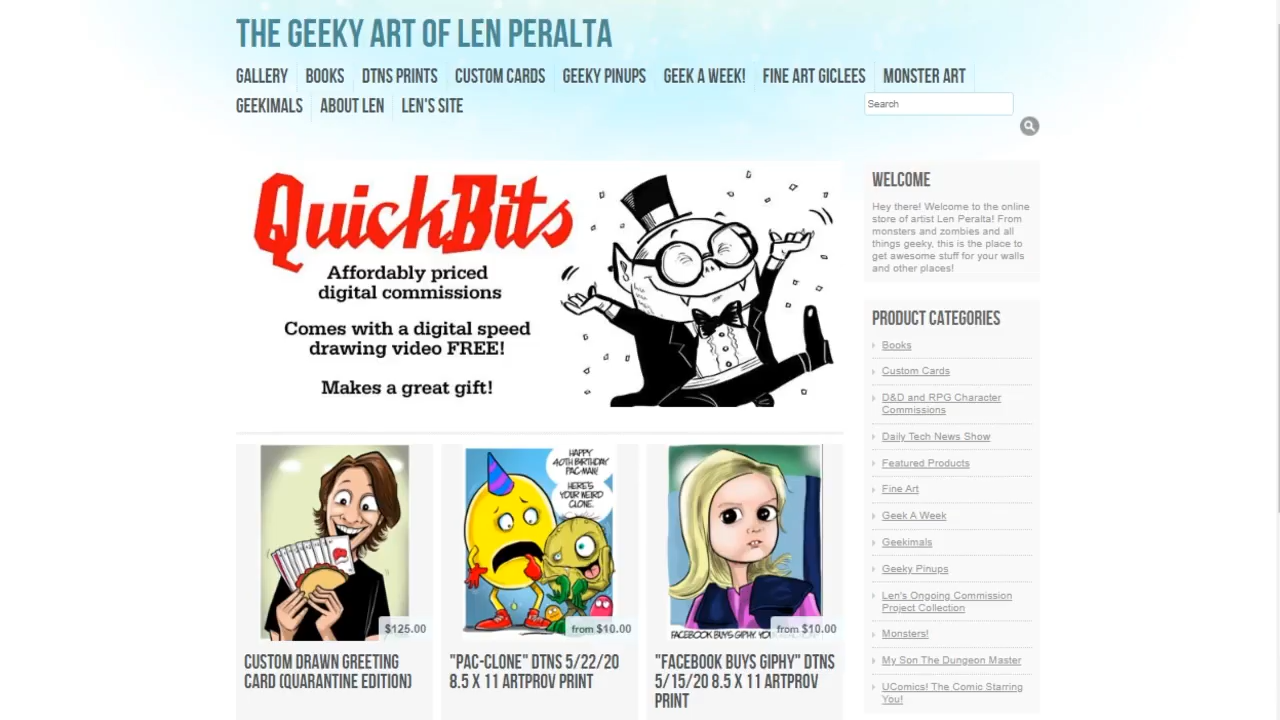 THE GEEKY ART OF LEN PERALTA
GALLERY BOOKS DTNS PRINTS CUSTOM CARDS GEEKY PINUPS GEEK A WEEK! FINE ART GICLEES MONSTER ART
GEEKIMALS ABOUT LEN LEN'S SITE
Search
QuickBits
Affordably priced
digital commissions
Comes with a digital speed
drawing video FREE!
Makes a great gift!
WELCOME
Hey there! Welcome to the online
store of artist Len Peralta! From
monsters and zombies and all
things geeky, this is the place to
get awesome stuff for your walls
and other places!
PRODUCT CATEGORIES
Books
Custom Cards
D&D and RPG Character
Commissions
Daily Tech News Show
Featured Products
Fine Art
Geek A Week
Geekimals
Geeky Pinups
Len's Ongoing Commission
Project Collection
Monsters!
My Son The Dungeon Master
UComics! The Comic Starring
You!
$125.00
CUSTOM DRAWN GREETING
CARD (QUARANTINE EDITION)
HAPPY
40TH BIRTHDAY
PAC-MAN!
HERE'S
YOUR WEIRD
CLONE.
from $10.00
"PAC-CLONE" DTNS 5/22/20
8.5 X 11 ARTPROV
PRINT
FACEBOOK BUYS GIPHY.
from $10.00
"FACEBOOK BUYS GIPHY" DTNS
5/15/20 8.5 X 11 ARTPROV
PRINT